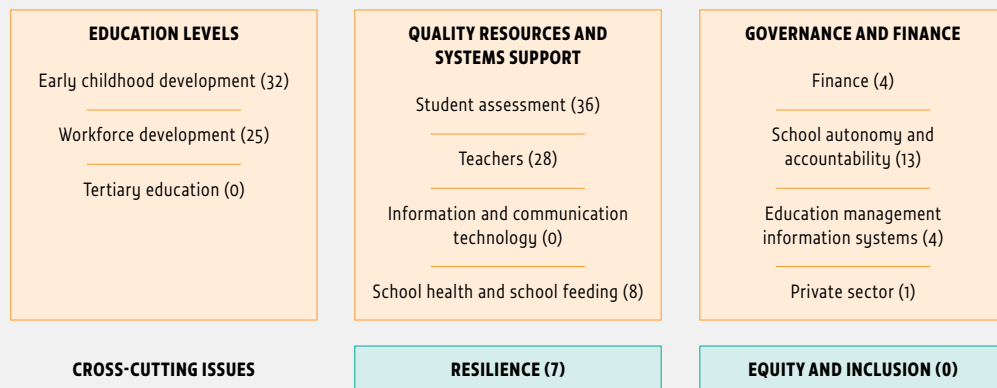 EDUCATION LEVELS
Early childhood development (32)
Workforce development (25)
Tertiary education (0)
QUALITY RESOURCES AND
SYSTEMS SUPPORT
Student assessment (36)
Teachers (28)
Information and communication
technology (0)
School health and school feeding (8)
GOVERNANCE AND FINANCE
Finance (4)
School autonomy and
accountability (13)
Education management
information systems (4)
Private sector (1)
CROSS-CUTTING ISSUES
RESILIENCE (7)
EQUITY AND INCLUSION (0)